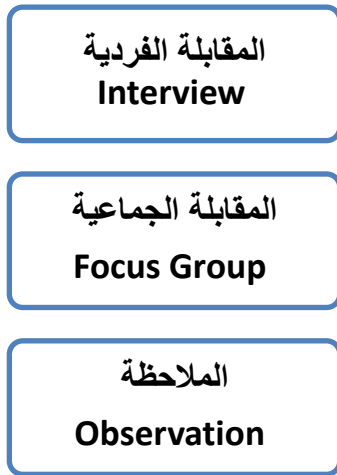 المقابلة الفردية
Interview
المقابلة الجماعية
Focus Group
الملاحظة
Observation